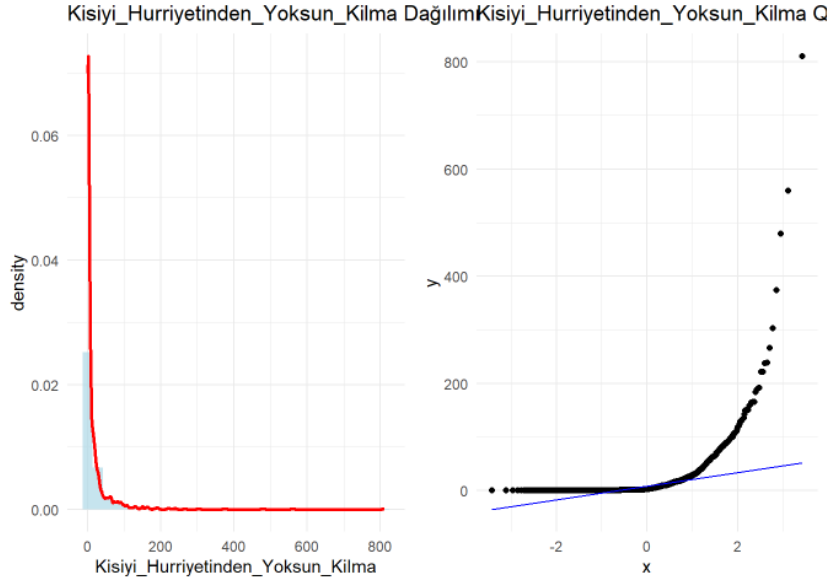 Kisiyi_Hurriyetinden_Yoksun_Kilma Dağılımı
density
0.06
0.04
0.02
0.00
0
200
400
600
800
Kisiyi_Hurriyetinden_Yoksun_Kilma
Kisiyi_Hurriyetinden_Yoksun_Kilma Q
y
800
600
400
200
0
-2
0
2
x